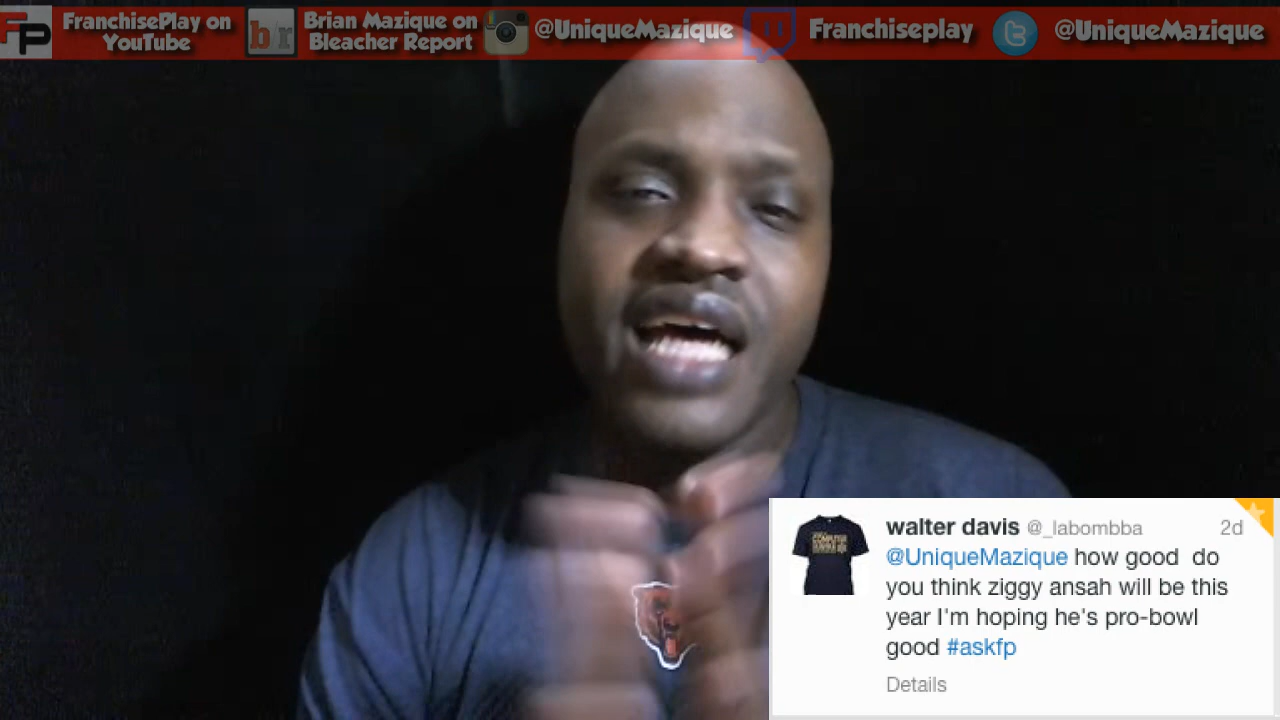 FP
FranchisePlay on
YouTube
b/r
Brian Mazique on
Bleacher Report
@UniqueMazique
Franchiseplay
@UniqueMazique
walter davis @_labombba 2d
@UniqueMazique how good do
you think ziggy ansah will be this
year I'm hoping he's pro-bowl
good #askfp
Details